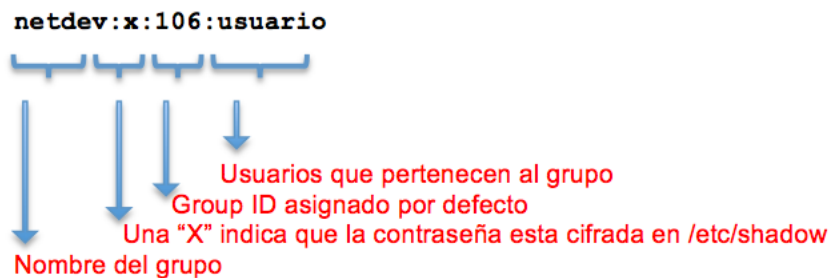 netdev:x:106:usuario
Usuarios que pertenecen al grupo
Group ID asignado por defecto
Una “X” indica que la contraseña esta cifrada en /etc/shadow
Nombre del grupo